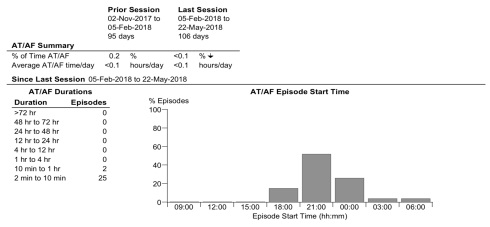 Prior Session Last Session
02-Nov-2017 to 05-Feb-2018 to
05-Feb-2018 22-May-2018
95 days 106 days
AT/AF Summary
% of Time AT/AF 0.2 % <0.1 % ↓
Average AT/AF time/day <0.1 hours/day <0.1 hours/day
Since Last Session 05-Feb-2018 to 22-May-2018
AT/AF Durations
Duration Episodes
>72 hr 0
48 hr to 72 hr 0
24 hr to 48 hr 0
12 hr to 24 hr 0
4 hr to 12 hr 0
1 hr to 4 hr 0
10 min to 1 hr 2
2 min to 10 min 25
AT/AF Episode Start Time
% Episodes
100
80
60
40
20
0
09:00 12:00 15:00 18:00 21:00 00:00 03:00 06:00
Episode Start Time (hh:mm)